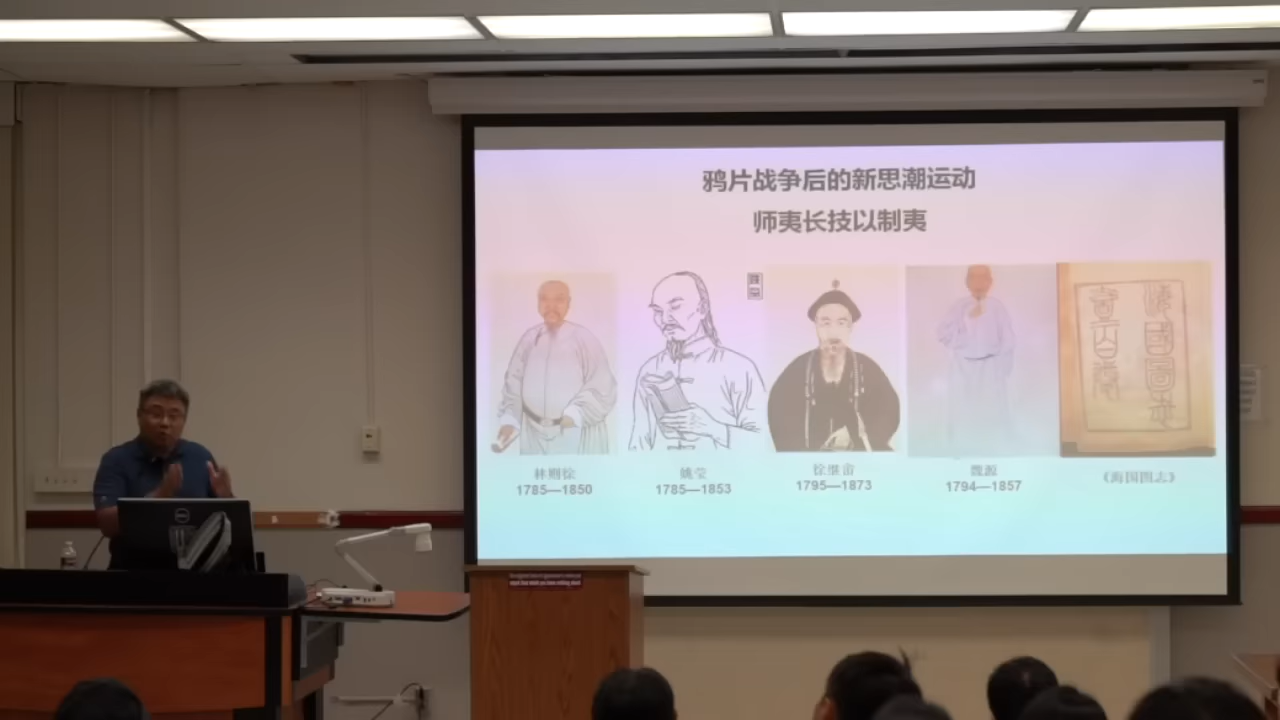 鸦片战争后的新思潮运动
师夷长技以制夷
林则徐
1785—1850
姚莹
1785—1853
徐继畬
1795—1873
魏源
1794—1857
《海国图志》
DELL